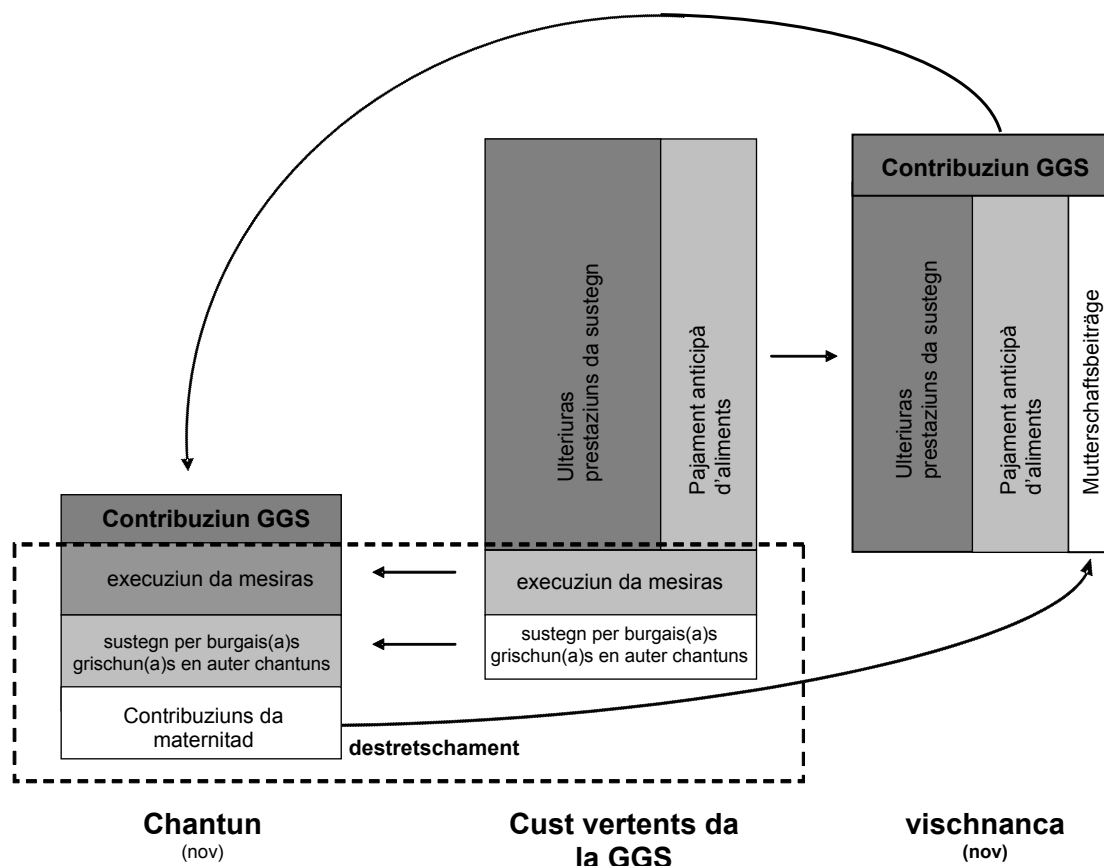 Contribuziun GGS
Ulteriuras
prestaziuns da sustegn
Pajament anticipà
d'aliments
Ulteriuras
prestaziuns da sustegn
Pajament anticipà
d'aliments
Mutterschaftsbeiträge
Contribuziun GGS
execuziun da mesiras
sustegn per burgais(a)s
grischun(a)s en auter chantuns
Contribuziuns da
maternitad
execuziun da mesiras
sustegn per burgais(a)s
grischun(a)s en auter chantuns
destretschament
Chantun
(nov)
Cust vertents da
la GGS
vischnanca
(nov)